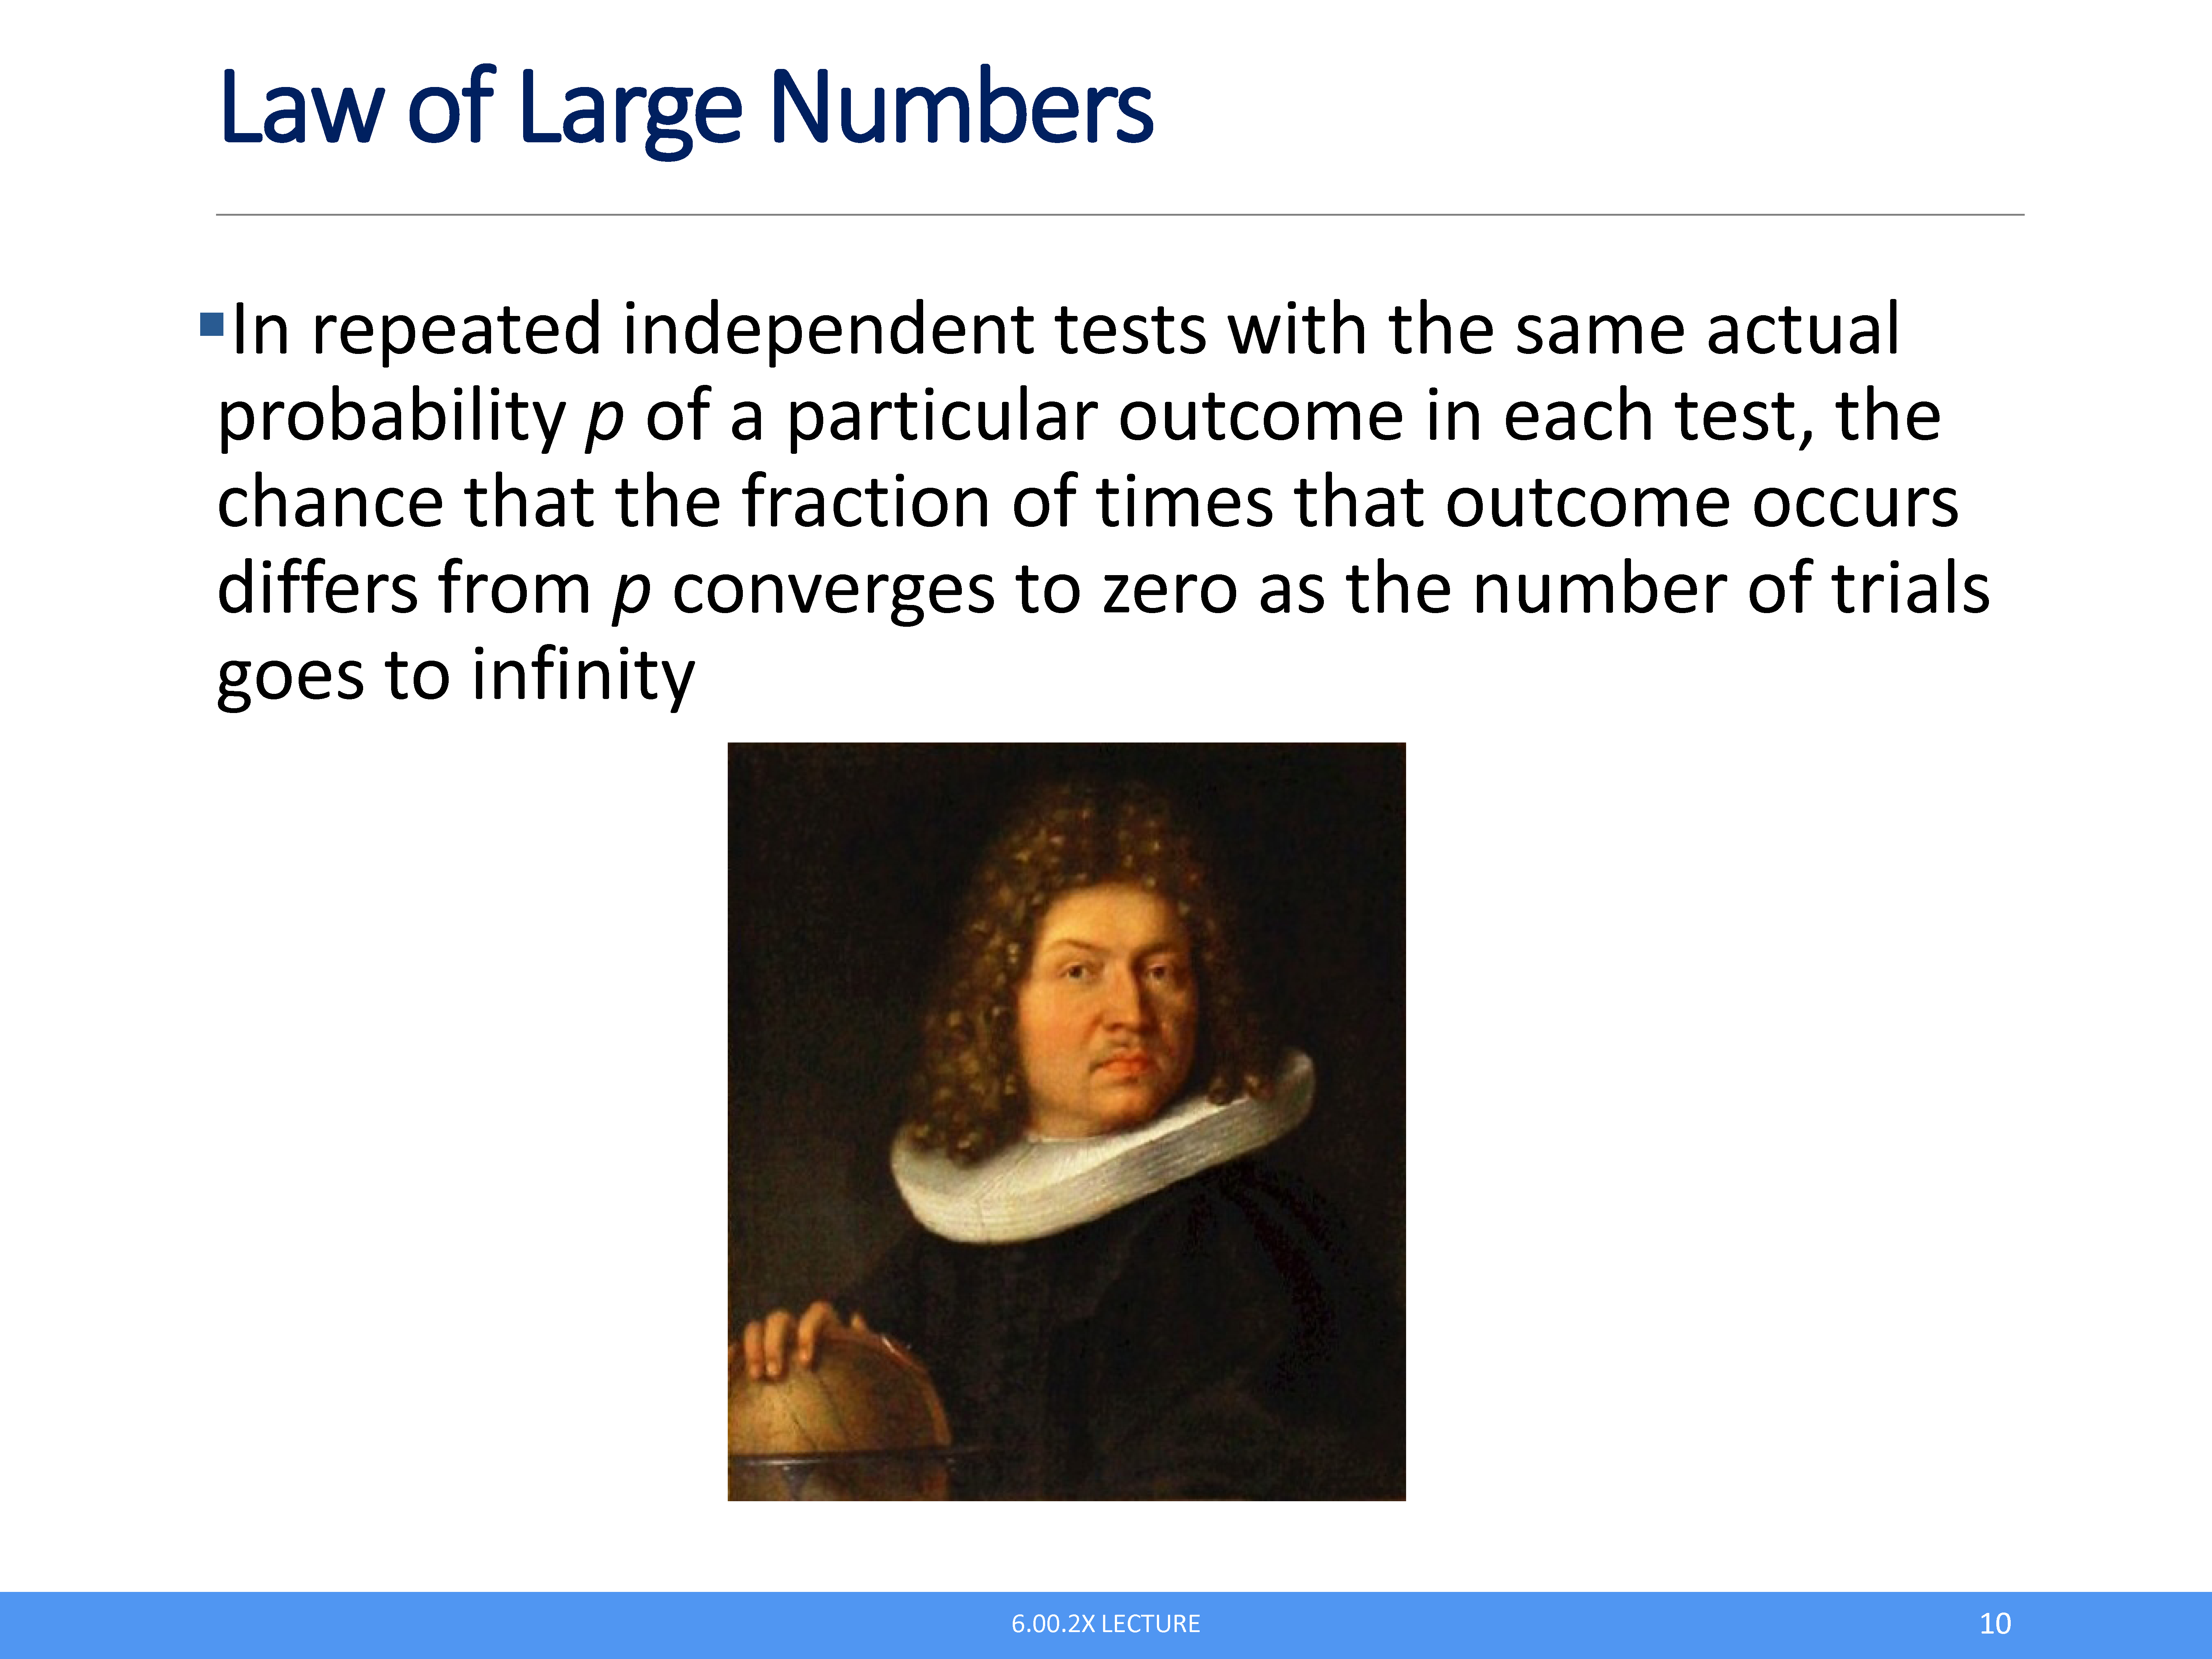 Law of Large Numbers
▪In repeated independent tests with the same actual
probability p of a particular outcome in each test, the
chance that the fraction of times that outcome occurs
differs from p converges to zero as the number of trials
goes to infinity
6.00.2X LECTURE
10